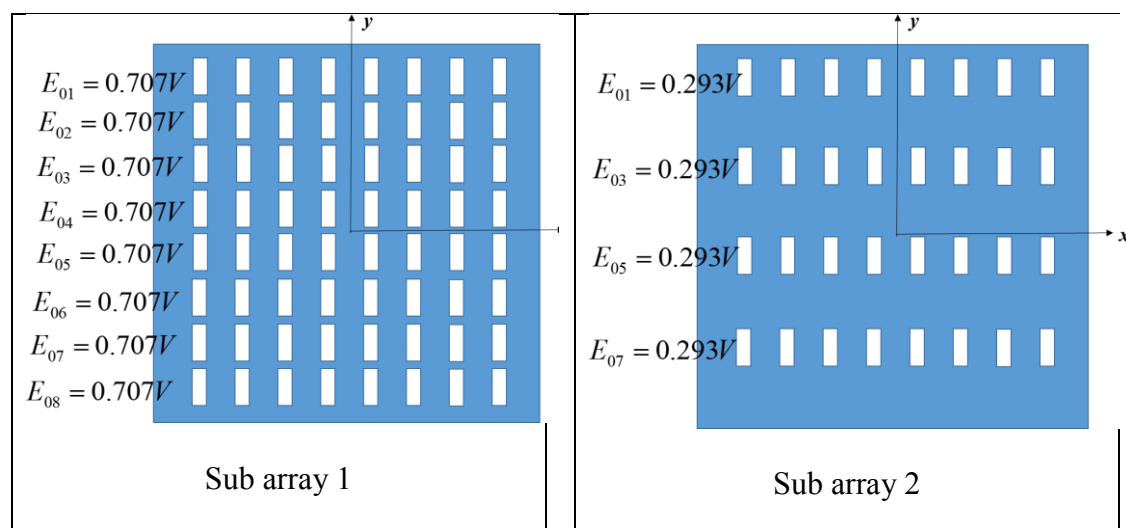 y
E01 = 0.707V
E02 = 0.707V
E03 = 0.707V
E04 = 0.707V
E05 = 0.707V
E06 = 0.707V
E07 = 0.707V
E08 = 0.707V
Sub array 1
y
E01 = 0.293V
E03 = 0.293V
x
E05 = 0.293V
E07 = 0.293V
Sub array 2